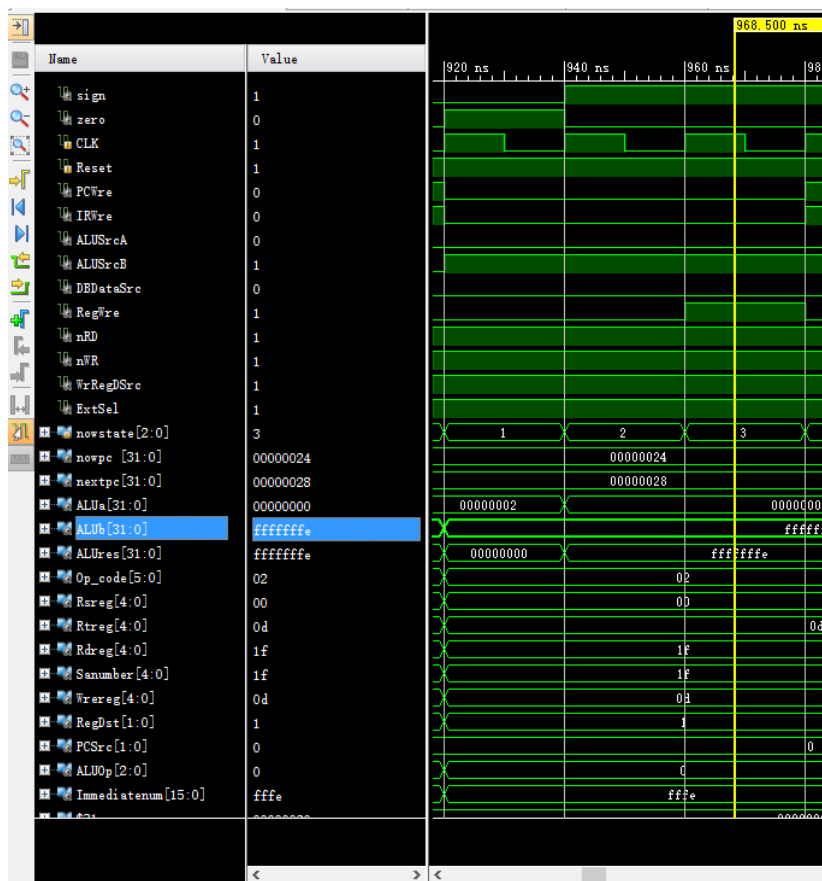 968.500 ns
Name Value
920 ns 940 ns 960 ns 98
sign 1
zero 0
CLK 1
Reset 1
PCWre 0
IRWre 0
ALUSrcA 0
ALUSrcB 1
DBDataSrc 0
RegWre 1
nRD 1
nWR 1
WrRegDSrc 1
ExtSel 1
nowstate[2:0] 3 1 2 3
nowpc [31:0] 00000024 00000024
nextpc[31:0] 00000028 00000028
ALUa[31:0] 00000000 00000002 0000000
ALUb[31:0] fffffffe fffff
ALUres[31:0] fffffffe 00000000 fffffffe
Op_code[5:0] 02 02
Rsreg[4:0] 00 00
Rtreg[4:0] 0d 0d
Rdreg[4:0] 1f 1f
Sanumber[4:0] 1f 1f
Wrereg[4:0] 0d 0d
RegDst[1:0] 1 1
PCSrc[1:0] 0 0
ALUOp[2:0] 0 0
Immediatenum[15:0] fffe fffe